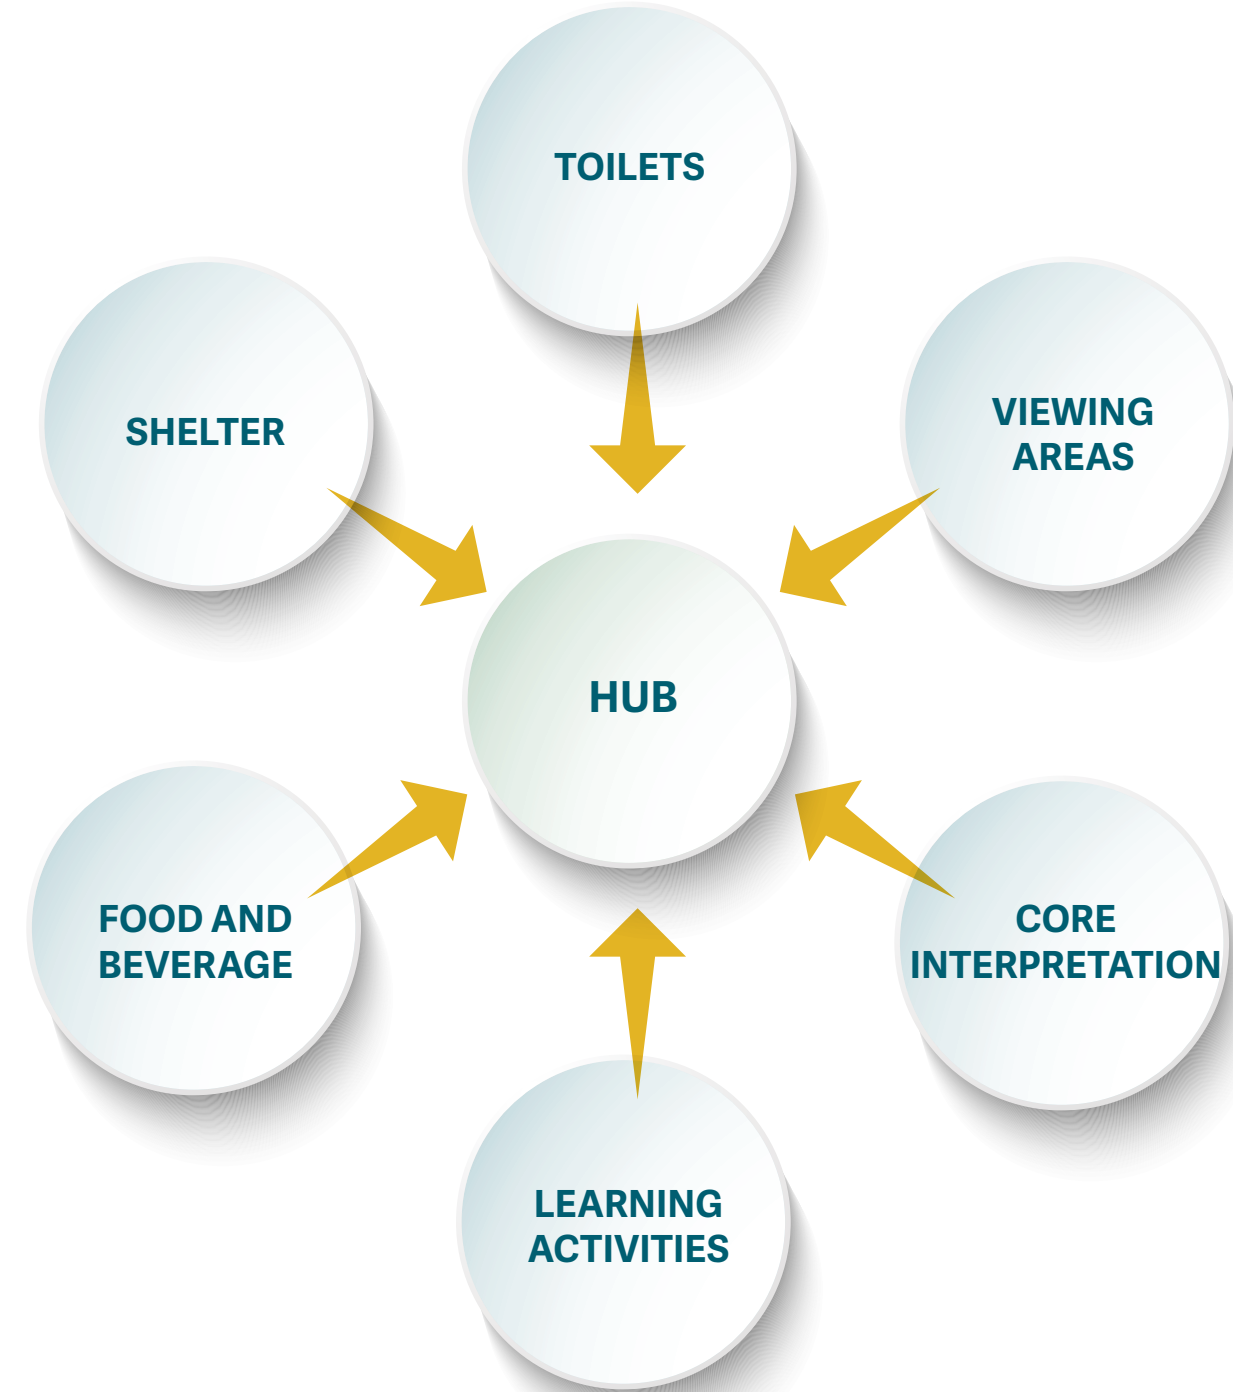 TOILETS
VIEWING
AREAS
SHELTER
HUB
FOOD AND
BEVERAGE
CORE
INTERPRETATION
LEARNING
ACTIVITIES